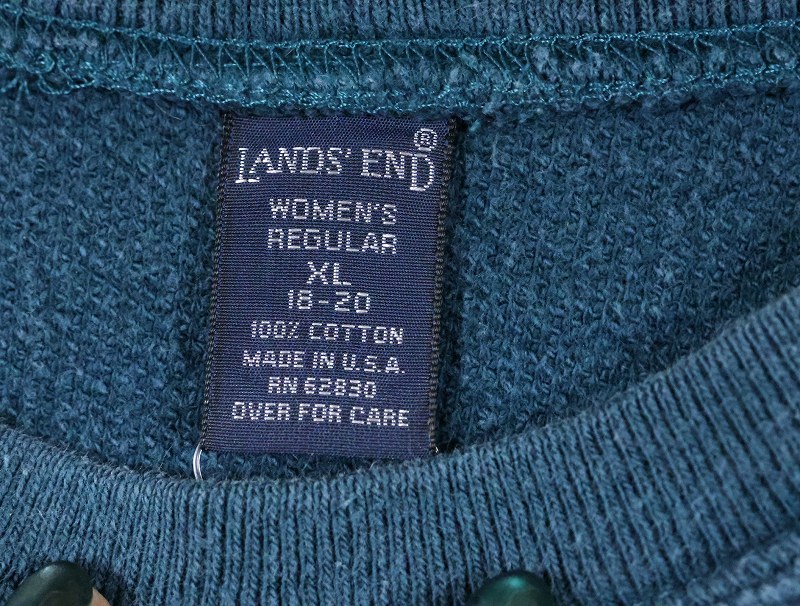 LANDS' END®
WOMEN'S
REGULAR
XL
18-20
100% COTTON
MADE IN U.S.A.
RN 62830
OVER FOR CARE